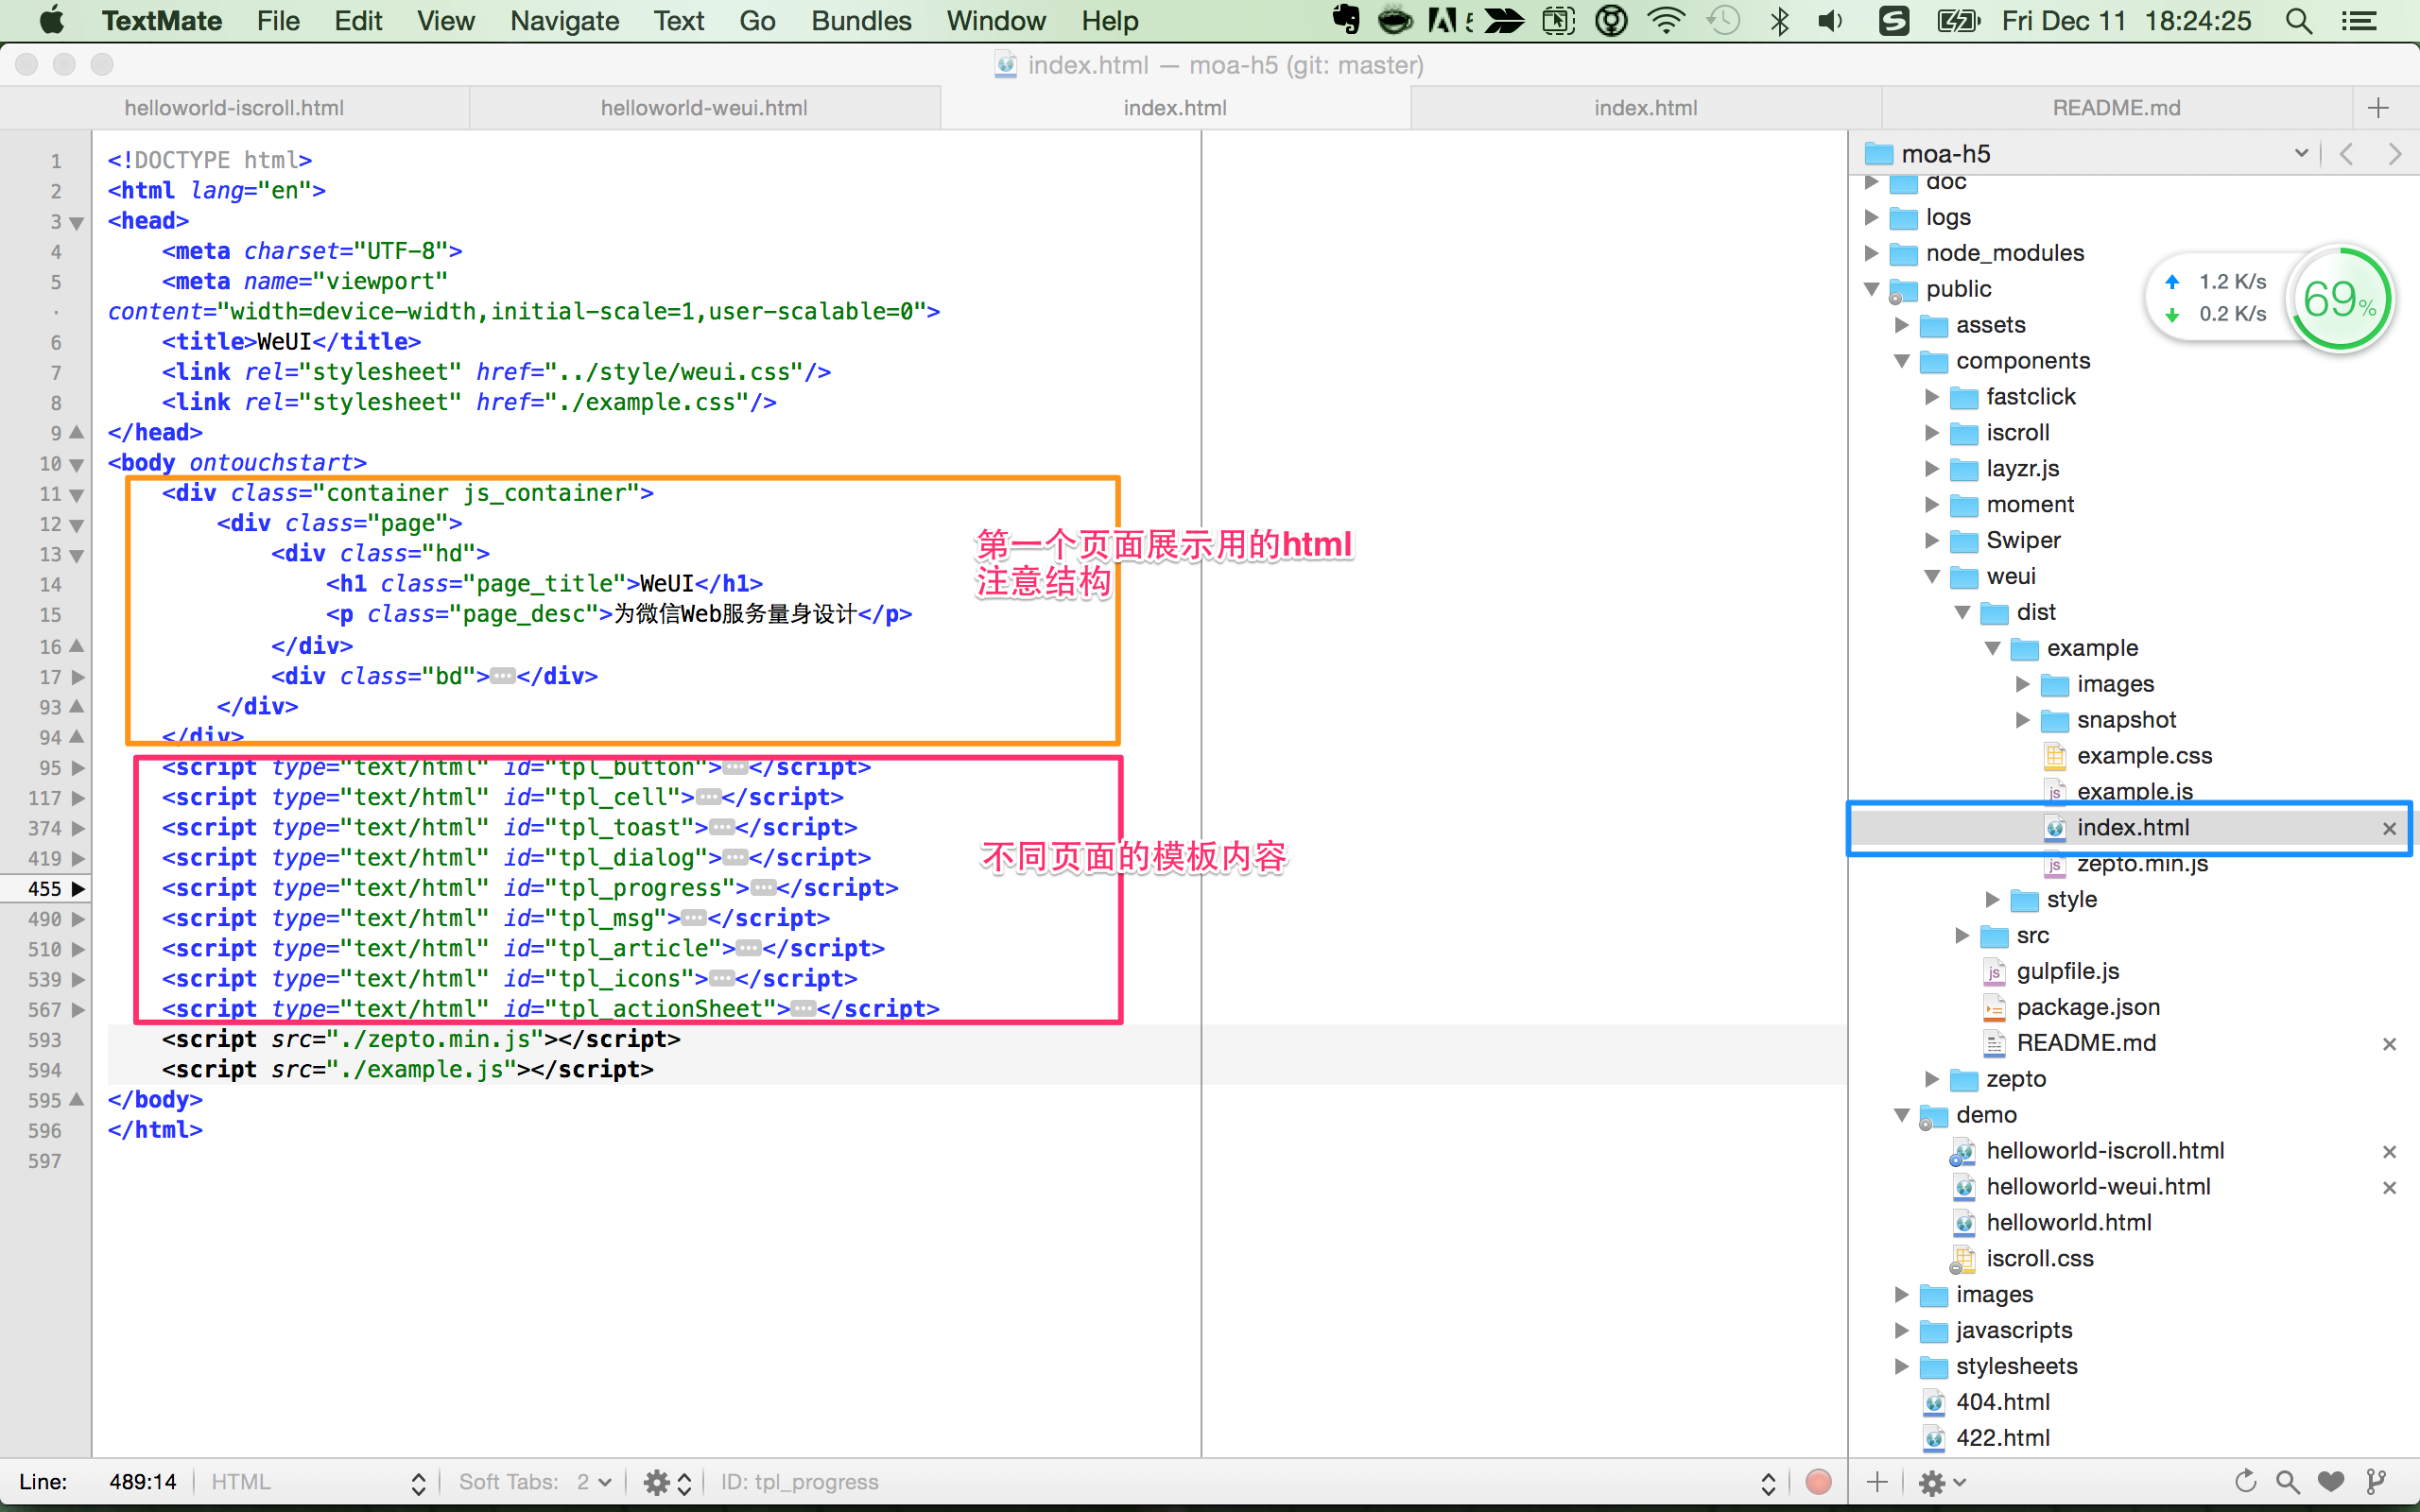 TextMate File Edit View Navigate Text Go Bundles Window Help
Fri Dec 11 18:24:25
index.html — moa-h5 (git: master)
helloworld-iscroll.html
helloworld-weui.html
index.html
index.html
README.md
1 <!DOCTYPE html>
2 <html lang="en">
3 <head>
4 <meta charset="UTF-8">
5 <meta name="viewport"
content="width=device-width,initial-scale=1,user-scalable=0">
6 <title>WeUI</title>
7 <link rel="stylesheet" href="../style/weui.css"/>
8 <link rel="stylesheet" href="./example.css"/>
9 </head>
10 <body ontouchstart>
11 <div class="container js_container">
12 <div class="page">
13 <div class="hd">
14 <h1 class="page_title">WeUI</h1>
15 <p class="page_desc">为微信Web服务量身设计</p>
16 </div>
17 <div class="bd">…</div>
93 </div>
94 </div>
第一个页面展示用的html
注意结构
95 <script type="text/html" id="tpl_button">…</script>
117 <script type="text/html" id="tpl_cell">…</script>
374 <script type="text/html" id="tpl_toast">…</script>
419 <script type="text/html" id="tpl_dialog">…</script>
455 <script type="text/html" id="tpl_progress">…</script>
490 <script type="text/html" id="tpl_msg">…</script>
510 <script type="text/html" id="tpl_article">…</script>
539 <script type="text/html" id="tpl_icons">…</script>
567 <script type="text/html" id="tpl_actionSheet">…</script>
不同页面的模板内容
593 <script src="./zepto.min.js"></script>
594 <script src="./example.js"></script>
595 </body>
596 </html>
597
moa-h5
doc
logs
node_modules
public
assets
components
fastclick
iscroll
layzr.js
moment
Swiper
weui
dist
example
images
snapshot
example.css
example.js
index.html
zepto.min.js
style
src
gulpfile.js
package.json
README.md
zepto
demo
helloworld-iscroll.html
helloworld-weui.html
helloworld.html
iscroll.css
images
javascripts
stylesheets
404.html
422.html
1.2 K/s
0.2 K/s
69%
Line: 489:14 HTML Soft Tabs: 2 ID: tpl_progress